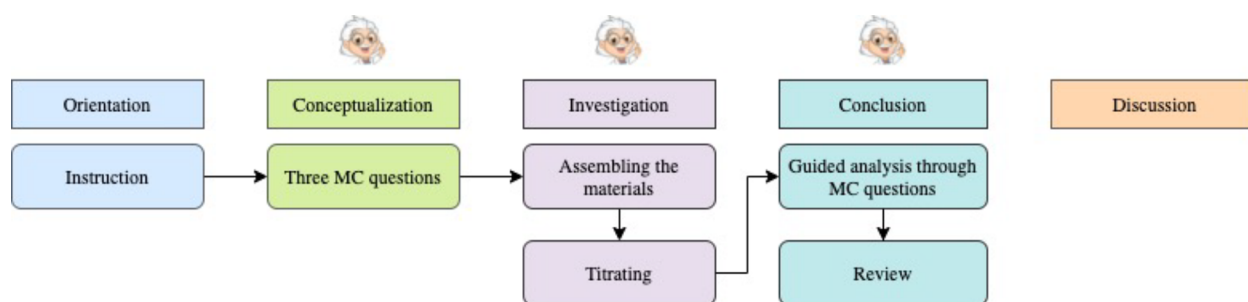 Orientation
Conceptualization
Investigation
Conclusion
Discussion
Instruction
Three MC questions
Assembling the
materials
Guided analysis through
MC questions
Titrating
Review